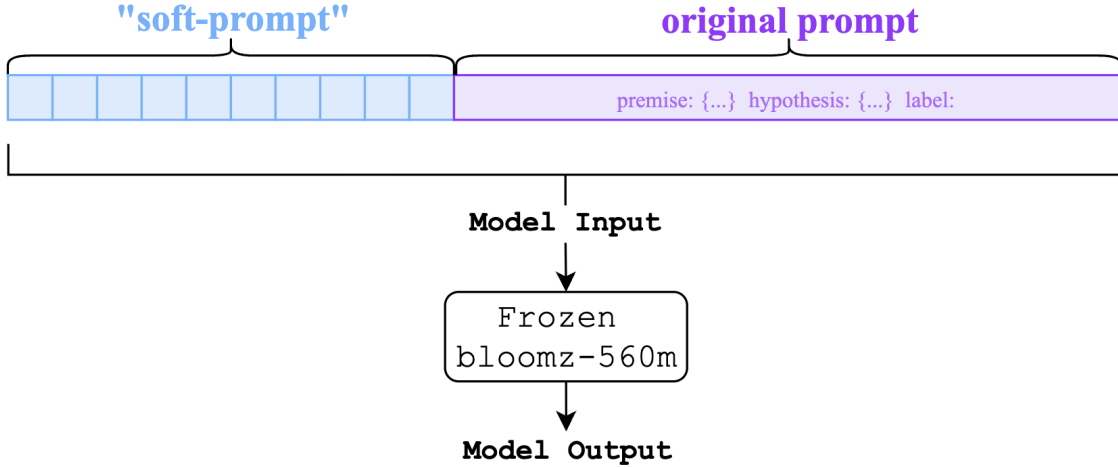 "soft-prompt"
original prompt
premise: {...}  hypothesis: {...}  label:
Model Input
Frozen
bloomz-560m
Model Output